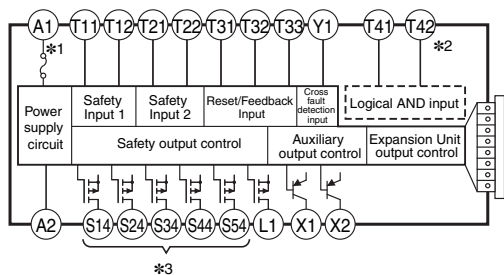 A1 T11 T12 T21 T22 T31 T32 T33 Y1 T41 T42
*1 *2
Power supply circuit
Safety Input 1
Safety Input 2
Reset/Feedback Input
Cross fault detection input
Logical AND input
Safety output control
Auxiliary output control
Expansion Unit output control
A2 S14 S24 S34 S44 S54 L1 X1 X2
*3